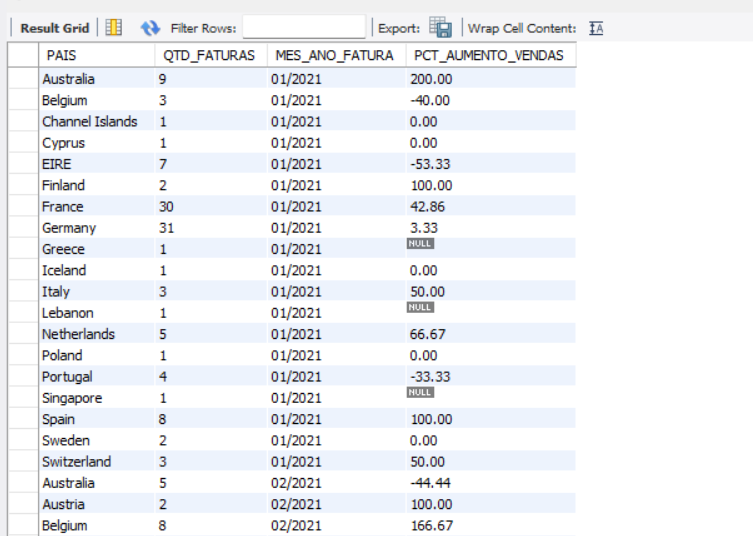 Result Grid Filter Rows: Export: Wrap Cell Content: IA
PAIS QTD_FATURAS MES_ANO_FATURA PCT_AUMENTO_VENDAS
Australia 9 01/2021 200.00
Belgium 3 01/2021 -40.00
Channel Islands 1 01/2021 0.00
Cyprus 1 01/2021 0.00
EIRE 7 01/2021 -53.33
Finland 2 01/2021 100.00
France 30 01/2021 42.86
Germany 31 01/2021 3.33
Greece 1 01/2021 NULL
Iceland 1 01/2021 0.00
Italy 3 01/2021 50.00
Lebanon 1 01/2021 NULL
Netherlands 5 01/2021 66.67
Poland 1 01/2021 0.00
Portugal 4 01/2021 -33.33
Singapore 1 01/2021 NULL
Spain 8 01/2021 100.00
Sweden 2 01/2021 0.00
Switzerland 3 01/2021 50.00
Australia 5 02/2021 -44.44
Austria 2 02/2021 100.00
Belgium 8 02/2021 166.67